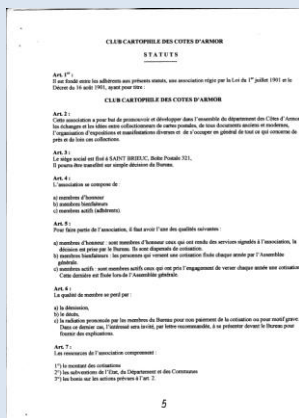 CLUB CARTOPHILE DES COTES D'ARMOR
STATUTS
Art. 1er :
Il est fondé entre les adhérents aux présents statuts, une association régie par la Loi du 1er juillet 1901 et le
Décret du 16 août 1901, ayant pour titre :
CLUB CARTOPHILE DES COTES D'ARMOR
Art. 2 :
Cette association a pour but de promouvoir et développer dans l'ensemble du département des Côtes d'Armor
les échanges et les idées entre collectionneurs de cartes postales, de tous documents anciens et modernes,
l'organisation d'expositions et manifestations diverses et de s'occuper en général de tout ce qui concerne de
près et de loin ces collections.
Art. 3 :
Le siège social est fixé à SAINT BRIEUC, Boîte Postale 521,
Il pourra être transféré sur simple décision du Bureau.
Art. 4 :
L'association se compose de
a) membres d'honneur
b) membres bienfaiteurs
c) membres actifs (adhérents).
Art. 5 :
Pour faire partie de l'association, il faut avoir l'une des qualités suivantes :
a) membres d'honneur : sont membres d'honneur ceux qui ont rendu des services signalés à l'association, la
décision est prise par le Bureau. Ils sont dispensés de cotisation.
b) membres bienfaiteurs : les personnes qui versent une cotisation fixée chaque année par l'Assemblée
générale.
c) membres actifs : sont membres actifs ceux qui ont pris l'engagement de verser chaque année une cotisation.
Cette dernière est fixée lors de l'Assemblée générale.
Art. 6 :
La qualité de membre se perd par :
a) la démission,
b) le décès,
c) la radiation prononcée par les membres du Bureau pour non paiement de la cotisation ou pour motif grave.
Dans ce dernier cas, l'intéressé sera invité, par lettre recommandée, à se présenter devant le Bureau pour
fournir des explications.
Art. 7 :
Les ressources de l'association comprennent :
1°) le montant des cotisations
2°) les subventions de l'Etat, du Département et des Communes
3°) les bonis sur les actions prévues à l'art. 2.
5